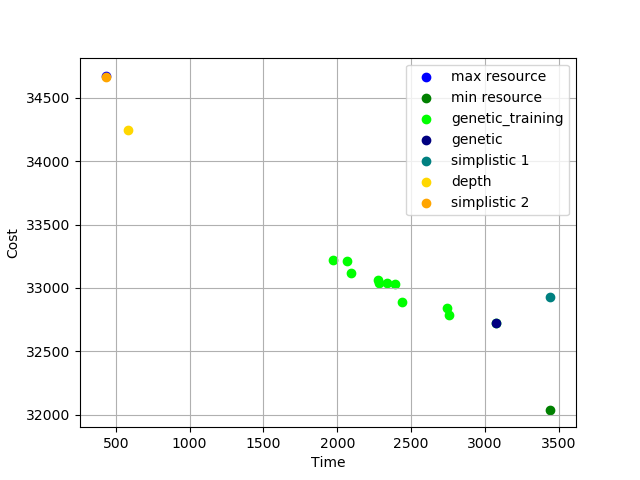 34500
34000
33500
33000
32500
32000
Cost
500
1000
1500
2000
2500
3000
3500
Time
max resource
min resource
genetic_training
genetic
simplistic 1
depth
simplistic 2